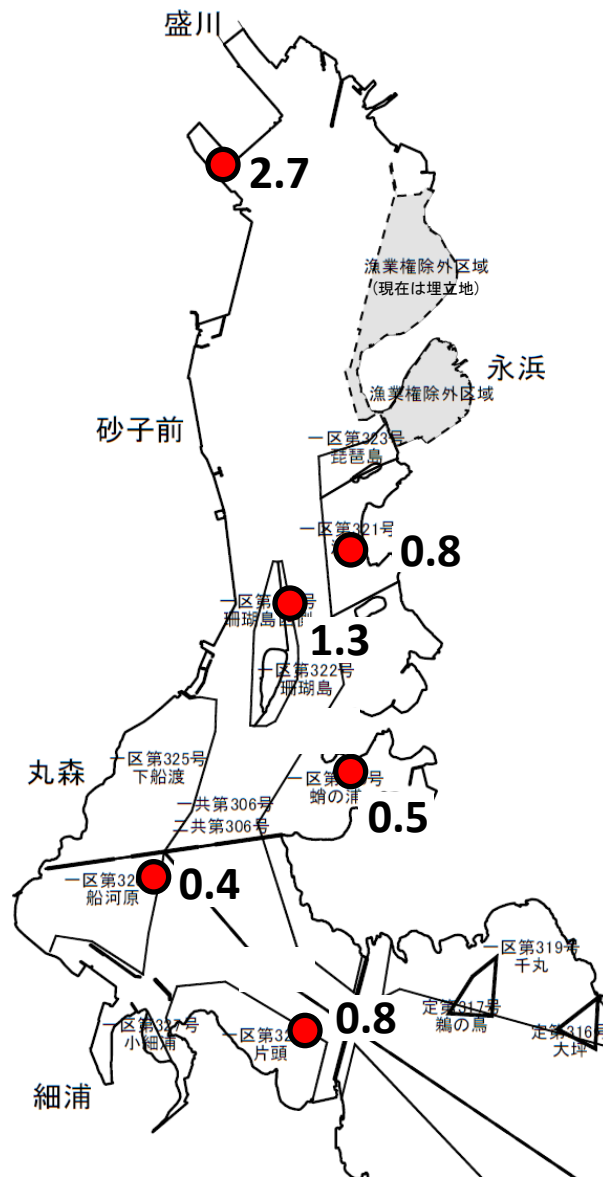 盛川
2.7
漁業権除外区域
（現在は埋立地）
永浜
漁業権除外区域
砂子前
一区第323号
琵琶島
一区第321号
0.8
一区第
号
珊瑚島
1.3
一区第322号
珊瑚島
丸森
一区第325号
下船渡
一区第
号
蛸の浦
一共第306号
二共第306号
0.5
一区第32
船河原
0.4
一区第319号
千丸
定第317号
鵜の鳥
定第316号
大坪
0.8
一区第327号
小細浦
一区第32
片頭
細浦